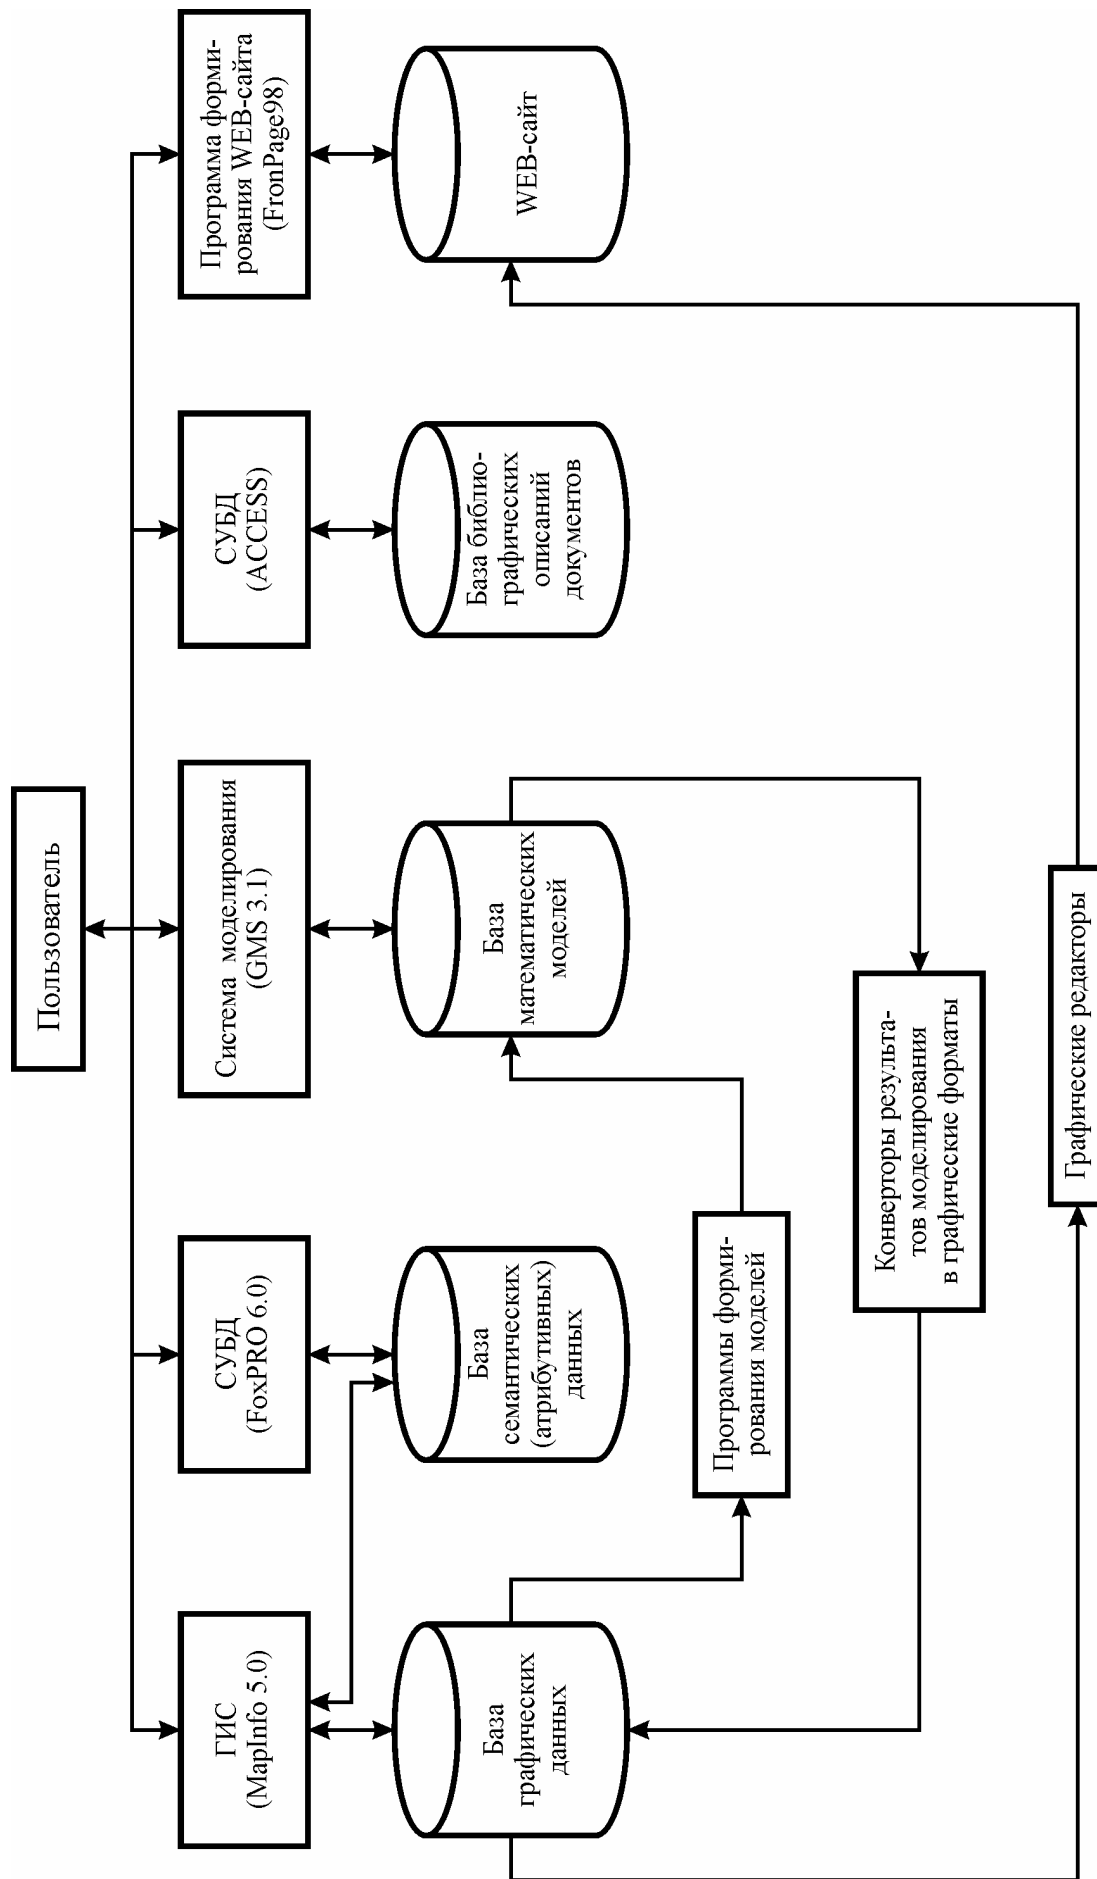 Пользователь
ГИС
(MapInfo 5.0)
СУБД
(FoxPRO 6.0)
Система моделирования
(GMS 3.1)
СУБД
(ACCESS)
Программа форми-
рования WEB-сайта
(FronPage98)
База
графических
данных
База
семантических
(атрибутивных)
данных
База
математических
моделей
База библио-
графических
описаний
документов
WEB-сайт
Программы форми-
рования моделей
Конверторы результа-
тов моделирования
в графические форматы
Графические редакторы